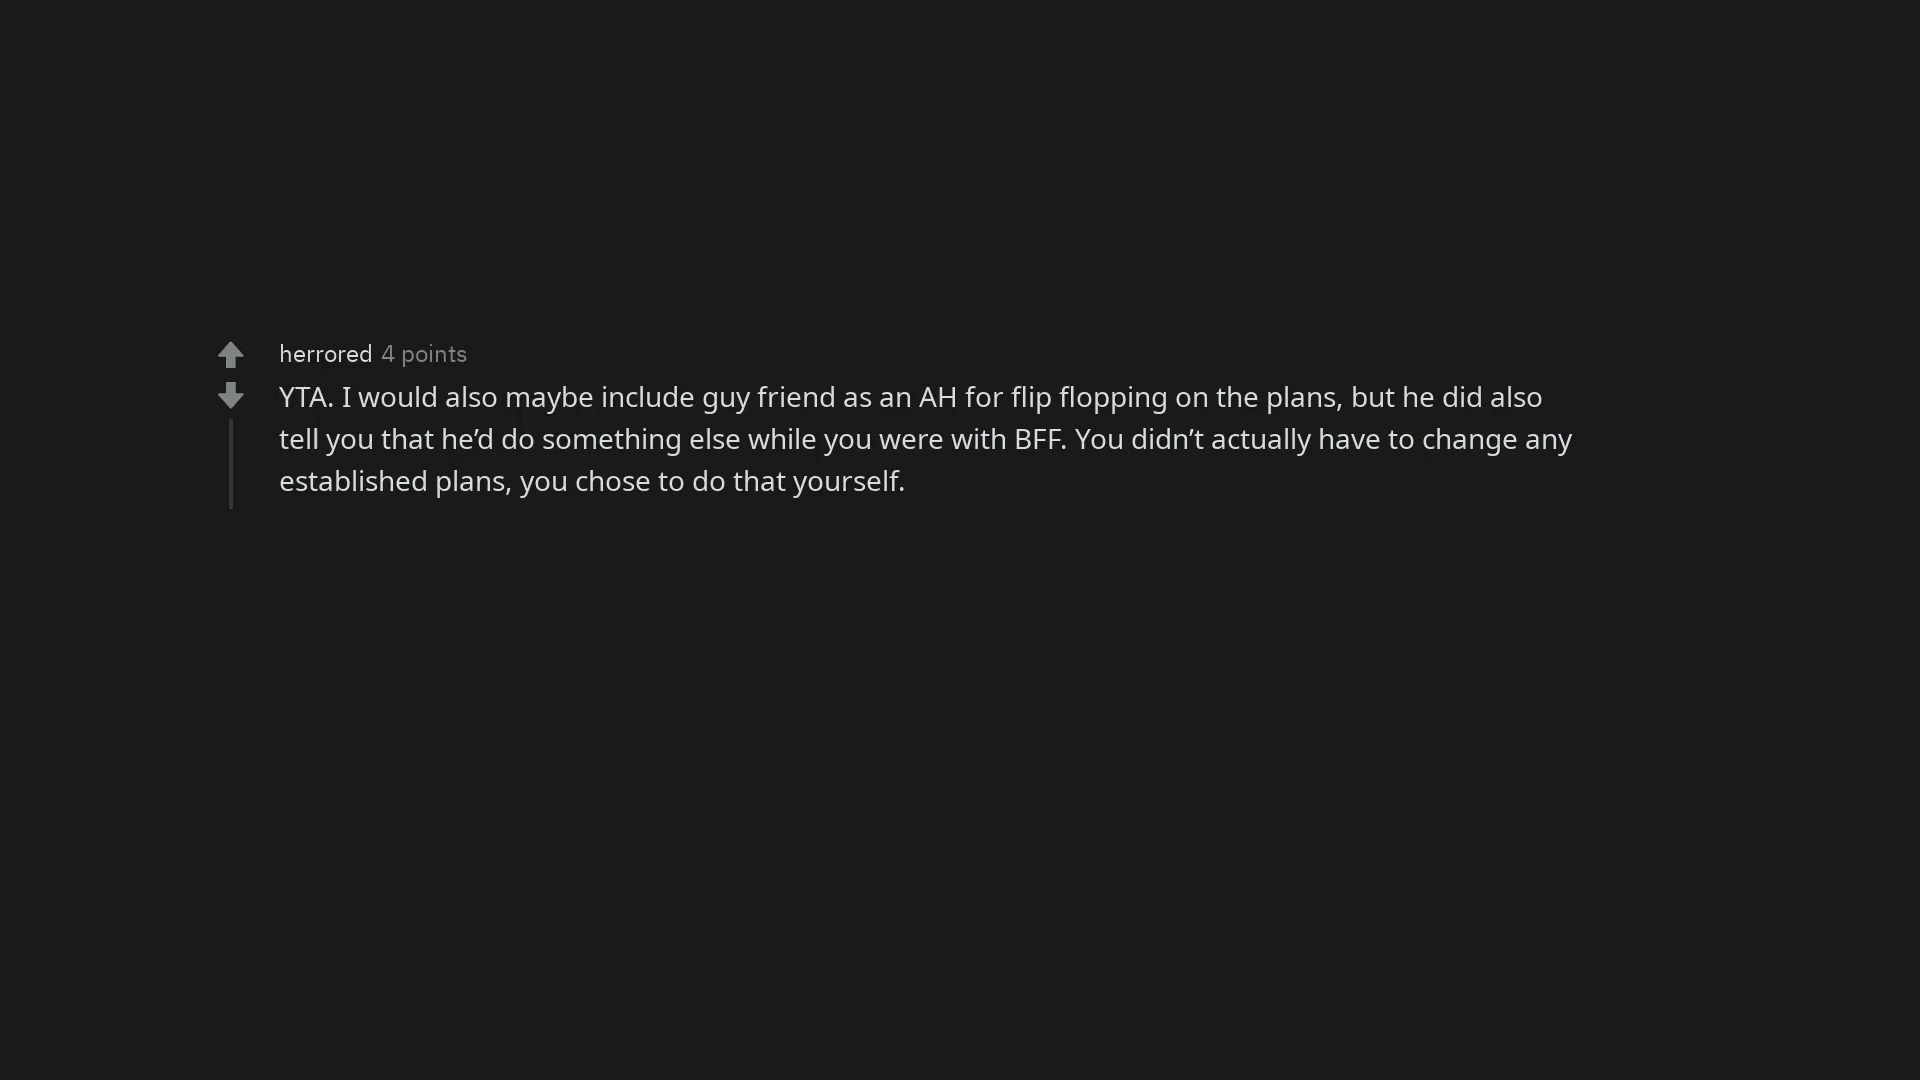 herrored 4 points
YTA. I would also maybe include guy friend as an AH for flip flopping on the plans, but he did also
tell you that he’d do something else while you were with BFF. You didn’t actually have to change any
established plans, you chose to do that yourself.